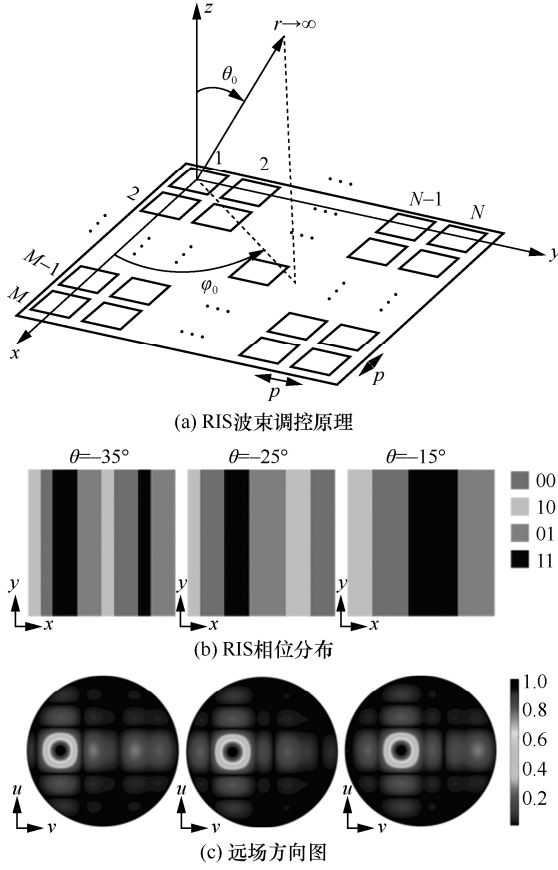 z
r→∞
θ0
1
2
N−1
N
2
y
M−1
φ0
M
x
p
p
(a) RIS波束调控原理
θ=−35°
θ=−25°
θ=−15°
00
10
01
11
y
x
y
x
y
x
(b) RIS相位分布
1.0
0.8
0.6
0.4
0.2
u
v
u
v
u
v
(c) 远场方向图